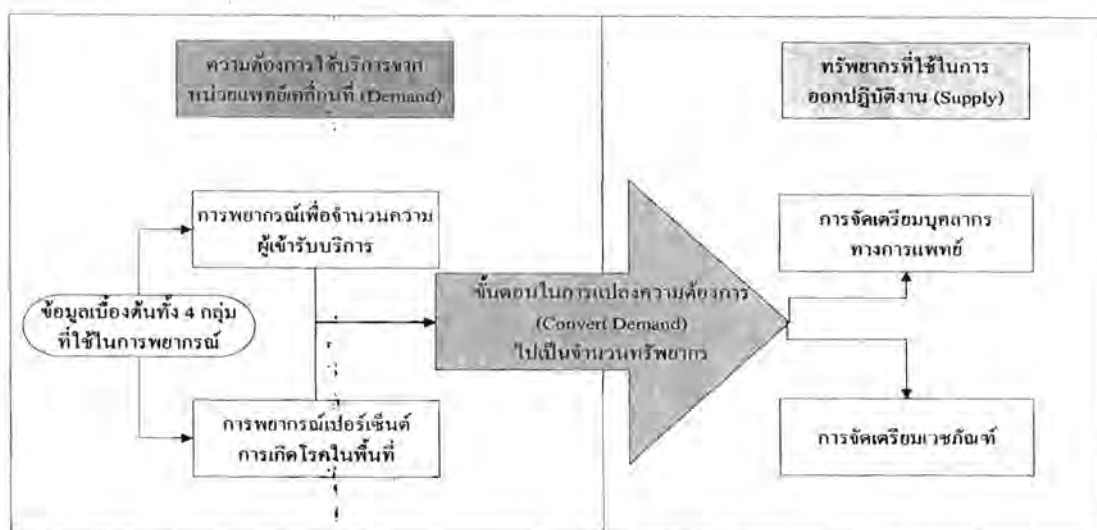 ความต้องการใช้บริการจาก
หน่วยแพทย์เคลื่อนที่ (Demand)
ทรัพยากรที่ใช้ในการ
ออกปฏิบัติงาน (Supply)
การพยากรณ์เพื่อจำนวนความ
ผู้เข้ารับบริการ
การจัดเตรียมบุคลากร
ทางการแพทย์
ข้อมูลเบื้องต้นทั้ง 4 กลุ่ม
ที่ใช้ในการพยากรณ์
ขั้นตอนในการแปลงความต้องการ
(Convert Demand)
ไปเป็นจำนวนทรัพยากร
การพยากรณ์เปอร์เซ็นต์
การเกิดโรคในพื้นที่
การจัดเตรียมเวชภัณฑ์